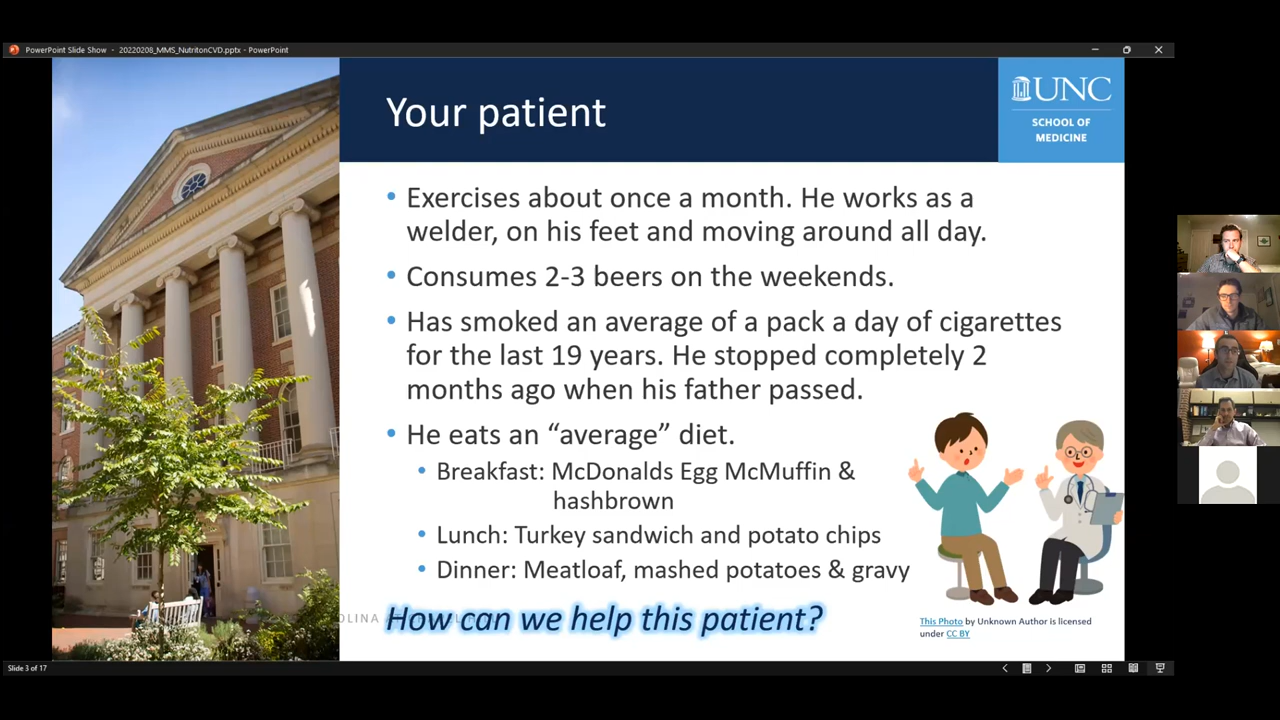 PowerPoint Slide Show - 20220208_MMS_NutritonCVD.pptx - PowerPoint
Your patient
UNC
SCHOOL OF
MEDICINE
• Exercises about once a month. He works as a
welder, on his feet and moving around all day.
• Consumes 2-3 beers on the weekends.
• Has smoked an average of a pack a day of cigarettes
for the last 19 years. He stopped completely 2
months ago when his father passed.
• He eats an “average” diet.
• Breakfast: McDonalds Egg McMuffin &
hashbrown
• Lunch: Turkey sandwich and potato chips
• Dinner: Meatloaf, mashed potatoes & gravy
How can we help this patient?
This Photo by Unknown Author is licensed
under CC BY
Slide 3 of 17